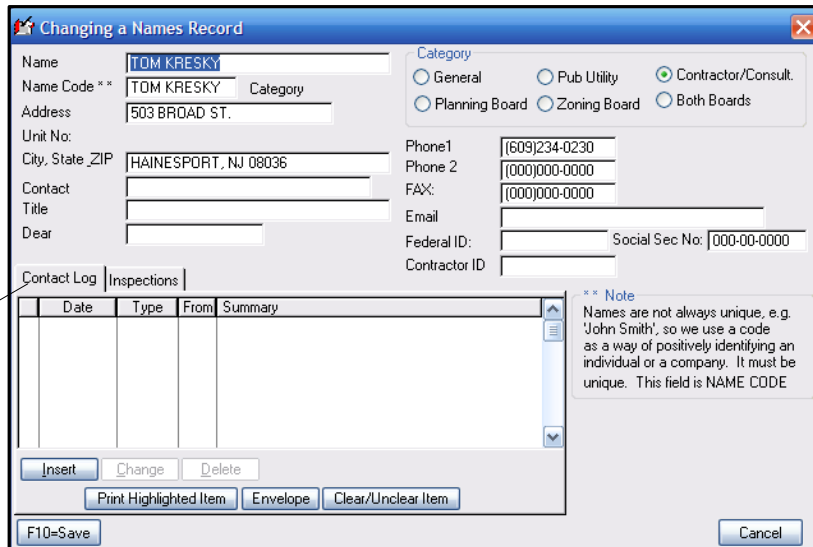 Changing a Names Record
Name TOM KRESKY
Name Code ** TOM KRESKY Category
Address 503 BROAD ST.
Unit No:
City, State ,ZIP HAINESPORT, NJ 08036
Contact
Title
Dear
Category
General Pub Utility Contractor/Consult.
Planning Board Zoning Board Both Boards
Phone1 (609)234-0230
Phone 2 (000)000-0000
FAX: (000)000-0000
Email
Federal ID: Social Sec No: 000-00-0000
Contractor ID
Contact Log Inspections
Date Type From Summary
** Note
Names are not always unique, e.g.
'John Smith', so we use a code
as a way of positively identifying an
individual or a company. It must be
unique. This field is NAME CODE
Insert Change Delete
Print Highlighted Item Envelope Clear/Unclear Item
F10=Save Cancel